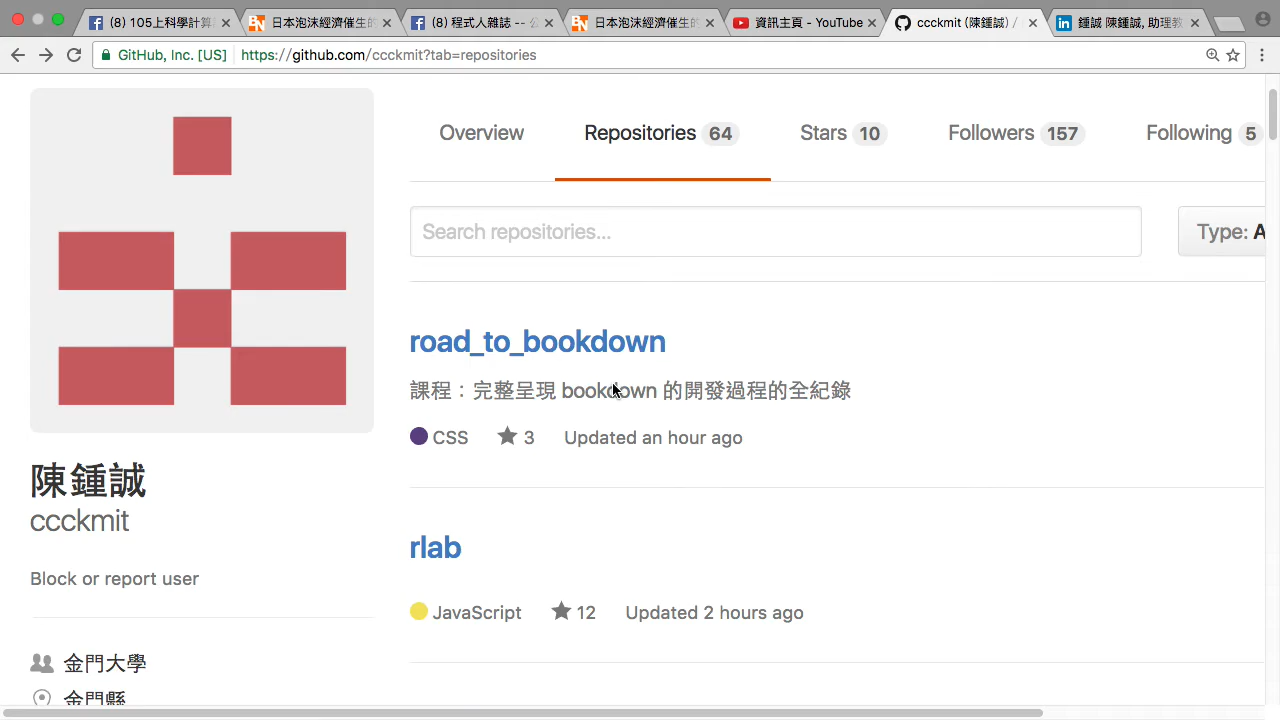 (8) 105上科學計算
日本泡沫經濟催生的
(8) 程式人雜誌 -- 公
日本泡沫經濟催生的
資訊主頁 - YouTube
ccckmit (陳鍾誠) /
鍾誠 陳鍾誠, 助理教
GitHub, Inc. [US] https://github.com/ccckmit?tab=repositories
Overview Repositories 64 Stars 10 Followers 157 Following 5
Search repositories... Type: A
road_to_bookdown
課程：完整呈現 bookdown 的開發過程的全紀錄
CSS 3 Updated an hour ago
陳鍾誠
ccckmit
rlab
Block or report user
JavaScript 12 Updated 2 hours ago
金門大學
金門縣